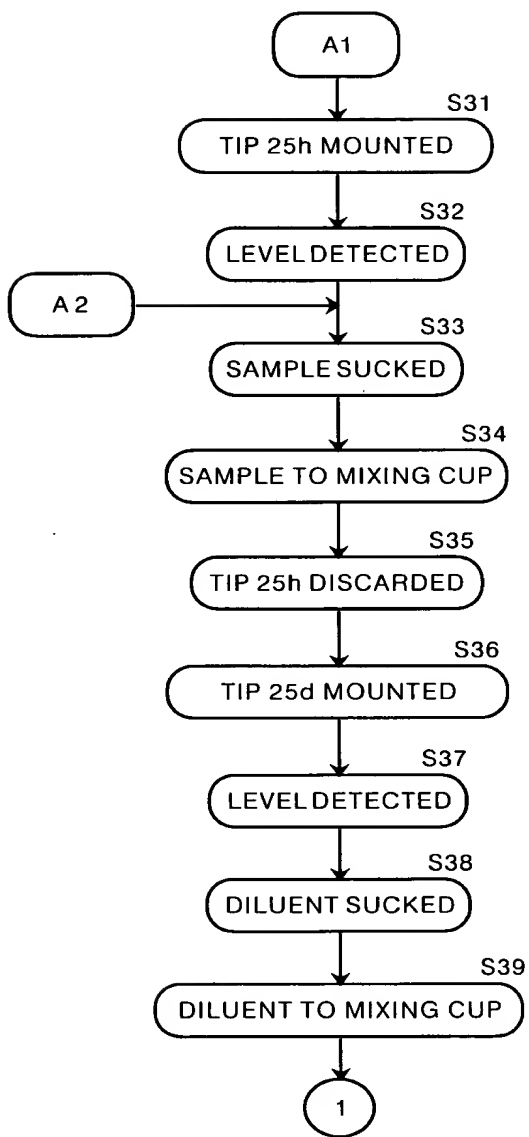 A1
S31
TIP 25h MOUNTED
S32
LEVEL DETECTED
A 2
S33
SAMPLE SUCKED
S34
SAMPLE TO MIXING CUP
S35
TIP 25h DISCARDED
S36
TIP 25d MOUNTED
S37
LEVEL DETECTED
S38
DILUENT SUCKED
S39
DILUENT TO MIXING CUP
1